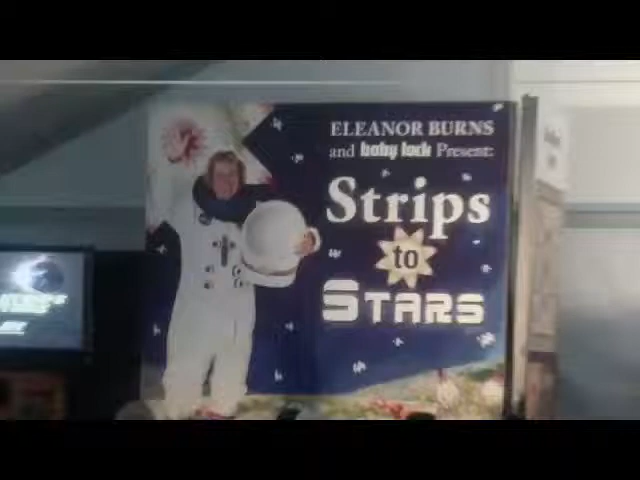 ELEANOR BURNS
and baby lock Present:
Strips
to
STARS